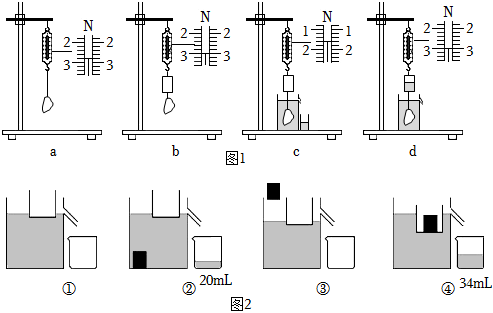 N N N N
2 2 2 2 1 1 2 2
3 3 3 3 2 2 3 3
a b c d
图1
20mL 34mL
① ② ③ ④
图2